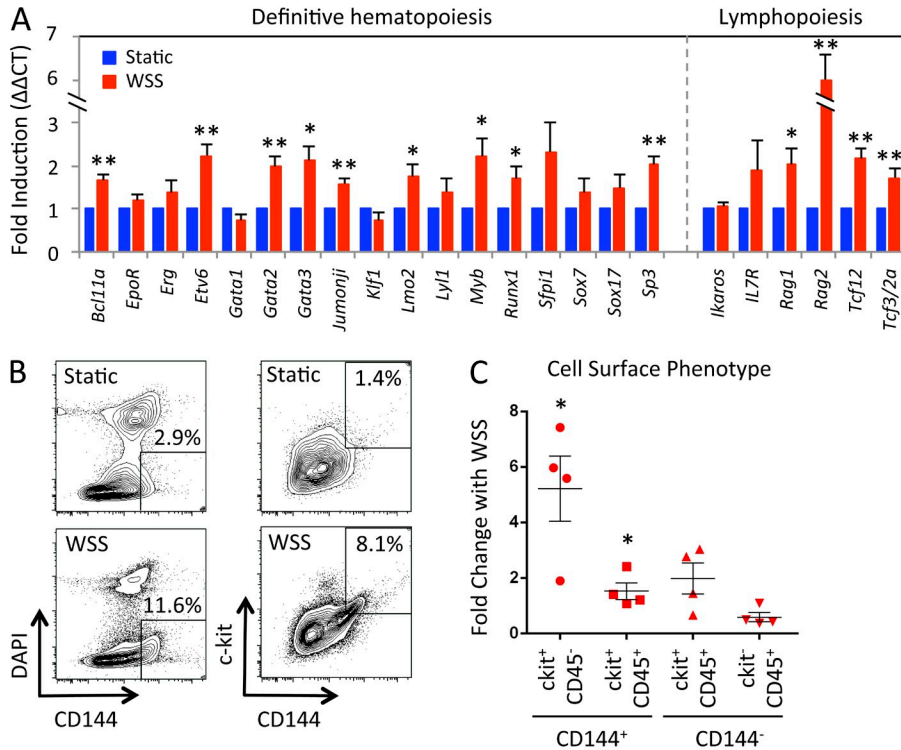 A
Definitive hematopoiesis
Lymphopoiesis
Fold Induction (ΔΔCT)
7
6
3
2
1
0
Static
WSS
** ** ** * ** * * * ** * ** ** **
Bcl11a EpoR Erg Etv6 Gata1 Gata2 Gata3 Jumonji Klf1 Lmo2 Lyl1 Myb Runx1 Sfpi1 Sox7 Sox17 Sp3 Ikaros IL7R Rag1 Rag2 Tcf12 Tcf3/2a
B
Static
2.9%
Static
1.4%
WSS
11.6%
WSS
8.1%
DAPI
CD144
c-kit
CD144
C
Cell Surface Phenotype
Fold Change with WSS
8
6
4
2
0
*
*
ckit+ CD45-
ckit+ CD45+
ckit+ CD45+
ckit- CD45+
CD144+
CD144-